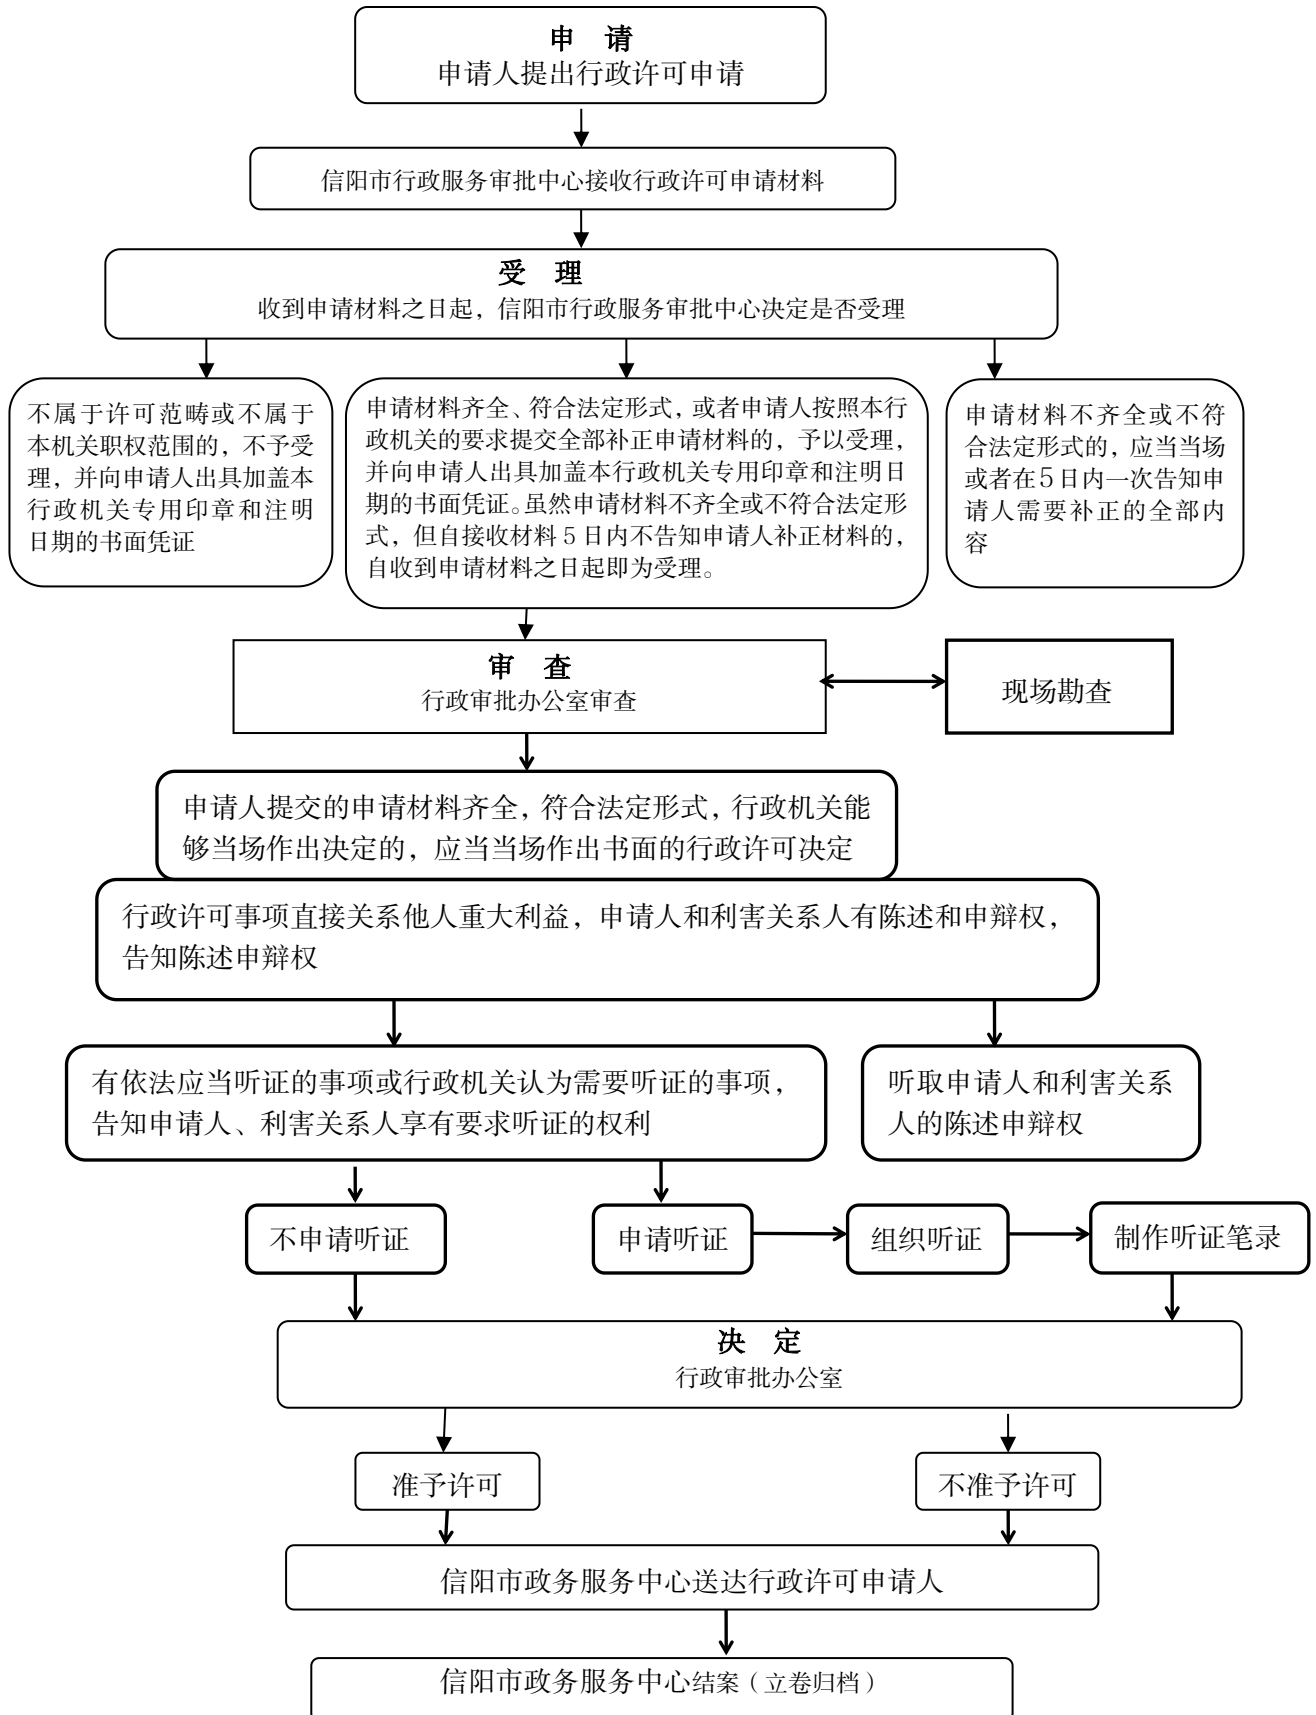 申 请
申请人提出行政许可申请
信阳市行政服务审批中心接收行政许可申请材料
受 理
收到申请材料之日起，信阳市行政服务审批中心决定是否受理
不属于许可范畴或不属于
本机关职权范围的，不予受
理，并向申请人出具加盖本
行政机关专用印章和注明
日期的书面凭证
申请材料齐全、符合法定形式，或者申请人按照本行
政机关的要求提交全部补正申请材料的，予以受理，
并向申请人出具加盖本行政机关专用印章和注明日
期的书面凭证。虽然申请材料不齐全或不符合法定形
式，但自接收材料 5 日内不告知申请人补正材料的，
自收到申请材料之日起即为受理。
申请材料不齐全或不符
合法定形式的，应当当场
或者在5日内一次告知申
请人需要补正的全部内
容
审 查
行政审批办公室审查
现场勘查
申请人提交的申请材料齐全，符合法定形式，行政机关能
够当场作出决定的，应当当场作出书面的行政许可决定
行政许可事项直接关系他人重大利益，申请人和利害关系人有陈述和申辩权，
告知陈述申辩权
有依法应当听证的事项或行政机关认为需要听证的事项，
告知申请人、利害关系人享有要求听证的权利
听取申请人和利害关系
人的陈述申辩权
不申请听证
申请听证
组织听证
制作听证笔录
决 定
行政审批办公室
准予许可
不准予许可
信阳市政务服务中心送达行政许可申请人
信阳市政务服务中心结案（立卷归档）